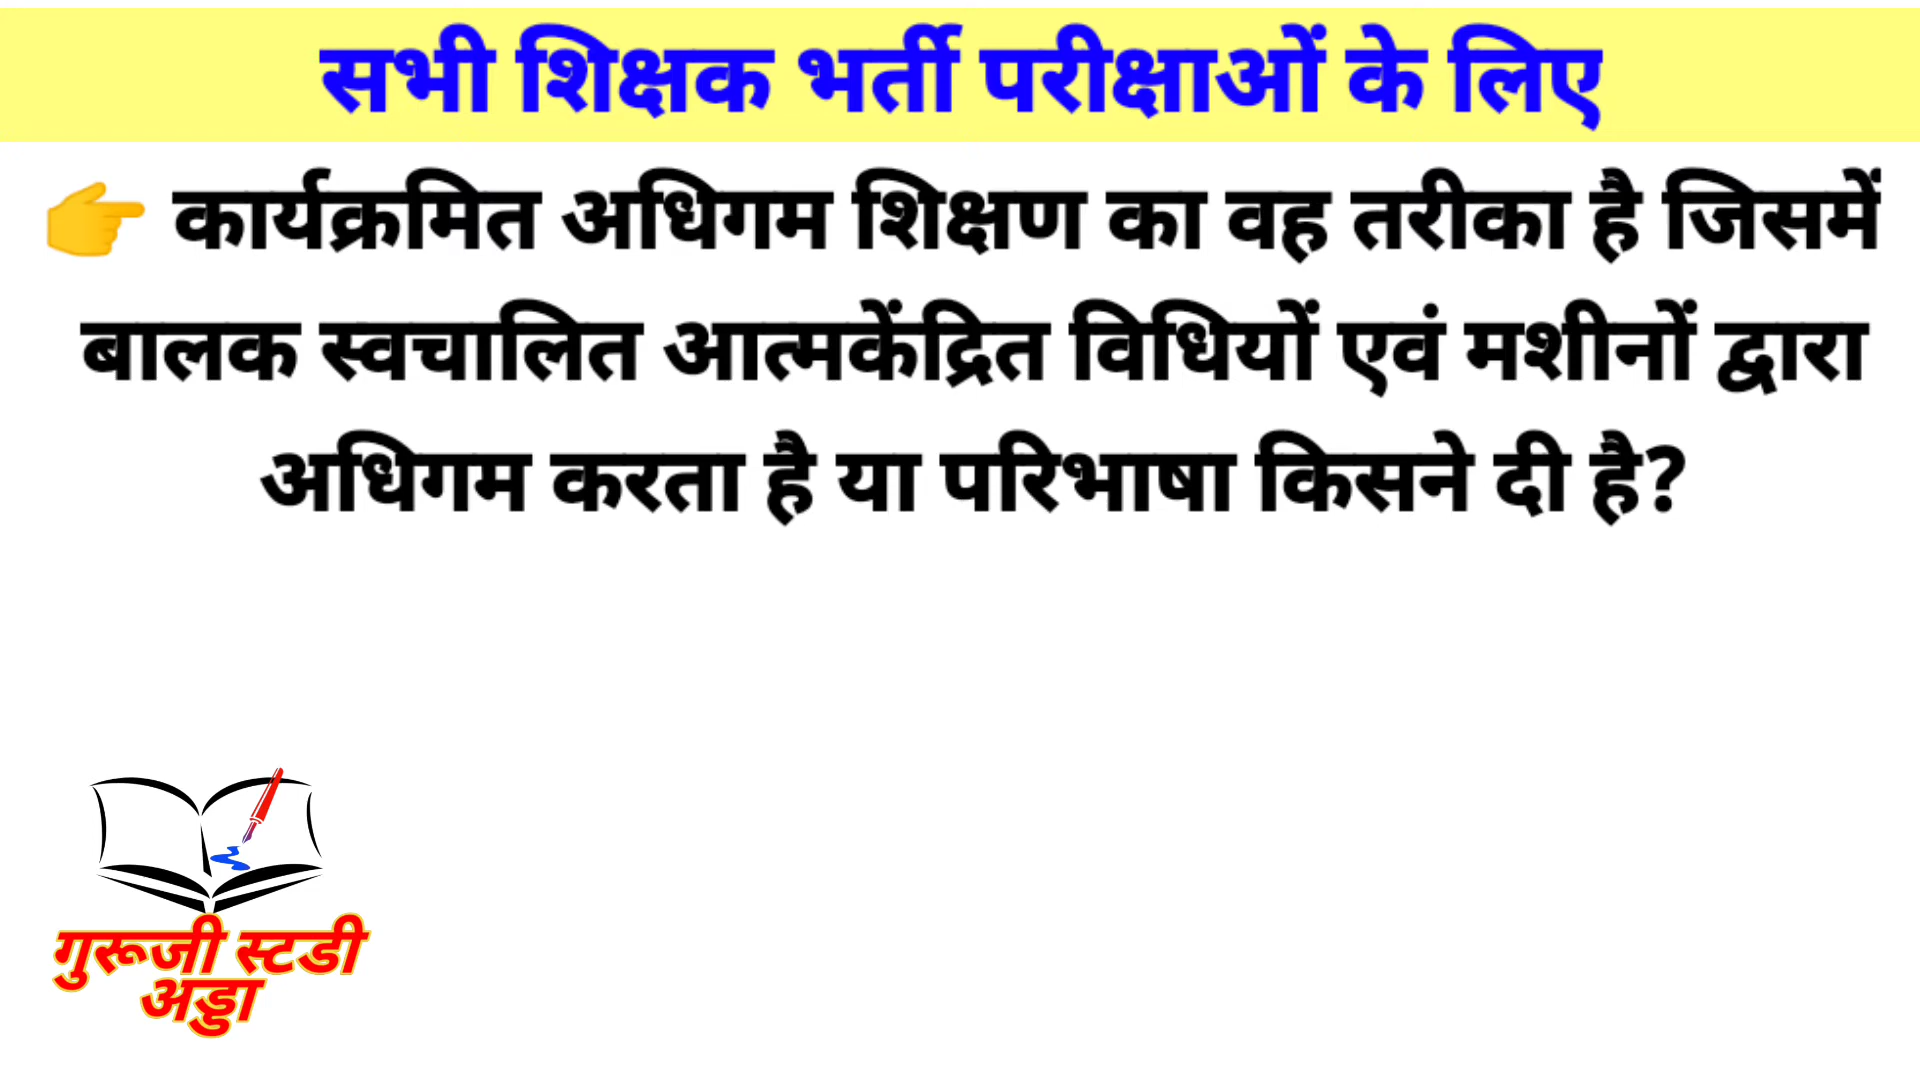 सभी शिक्षक भर्ती परीक्षाओं के लिए
👉 कार्यक्रमित अधिगम शिक्षण का वह तरीका है जिसमें
बालक स्वचालित आत्मकेंद्रित विधियों एवं मशीनों द्वारा
अधिगम करता है या परिभाषा किसने दी है?
गुरूजी स्टडी
अड्डा